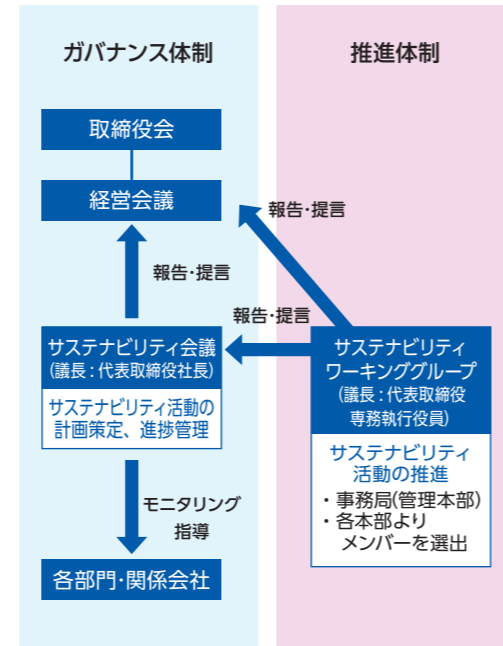 ガバナンス体制
取締役会
経営会議
報告・提言
サステナビリティ会議
(議長:代表取締役社長)
サステナビリティ活動の
計画策定、進捗管理
モニタリング
指導
各部門・関係会社
推進体制
報告・提言
報告・提言
サステナビリティ
ワーキンググループ
(議長:代表取締役
専務執行役員)
サステナビリティ
活動の推進
・事務局(管理本部)
・各本部より
メンバーを選出